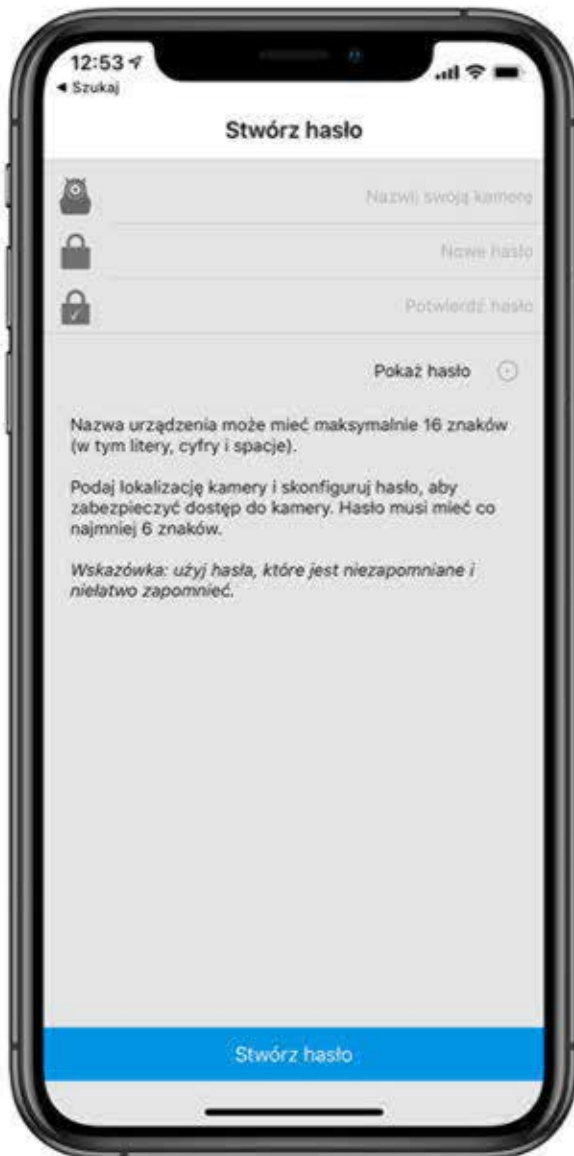 12:53
◀ Szukaj
Stwórz hasło
Nazwij swoją kamerę
Nowe hasło
Potwierdź hasło
Pokaż hasło
Nazwa urządzenia może mieć maksymalnie 16 znaków
(w tym litery, cyfry i spacje).
Podaj lokalizację kamery i skonfiguruj hasło, aby
zabezpieczyć dostęp do kamery. Hasło musi mieć co
najmniej 6 znaków.
Wskazówka: użyj hasła, które jest niezapomniane i
niełatwo zapomnieć.
Stwórz hasło